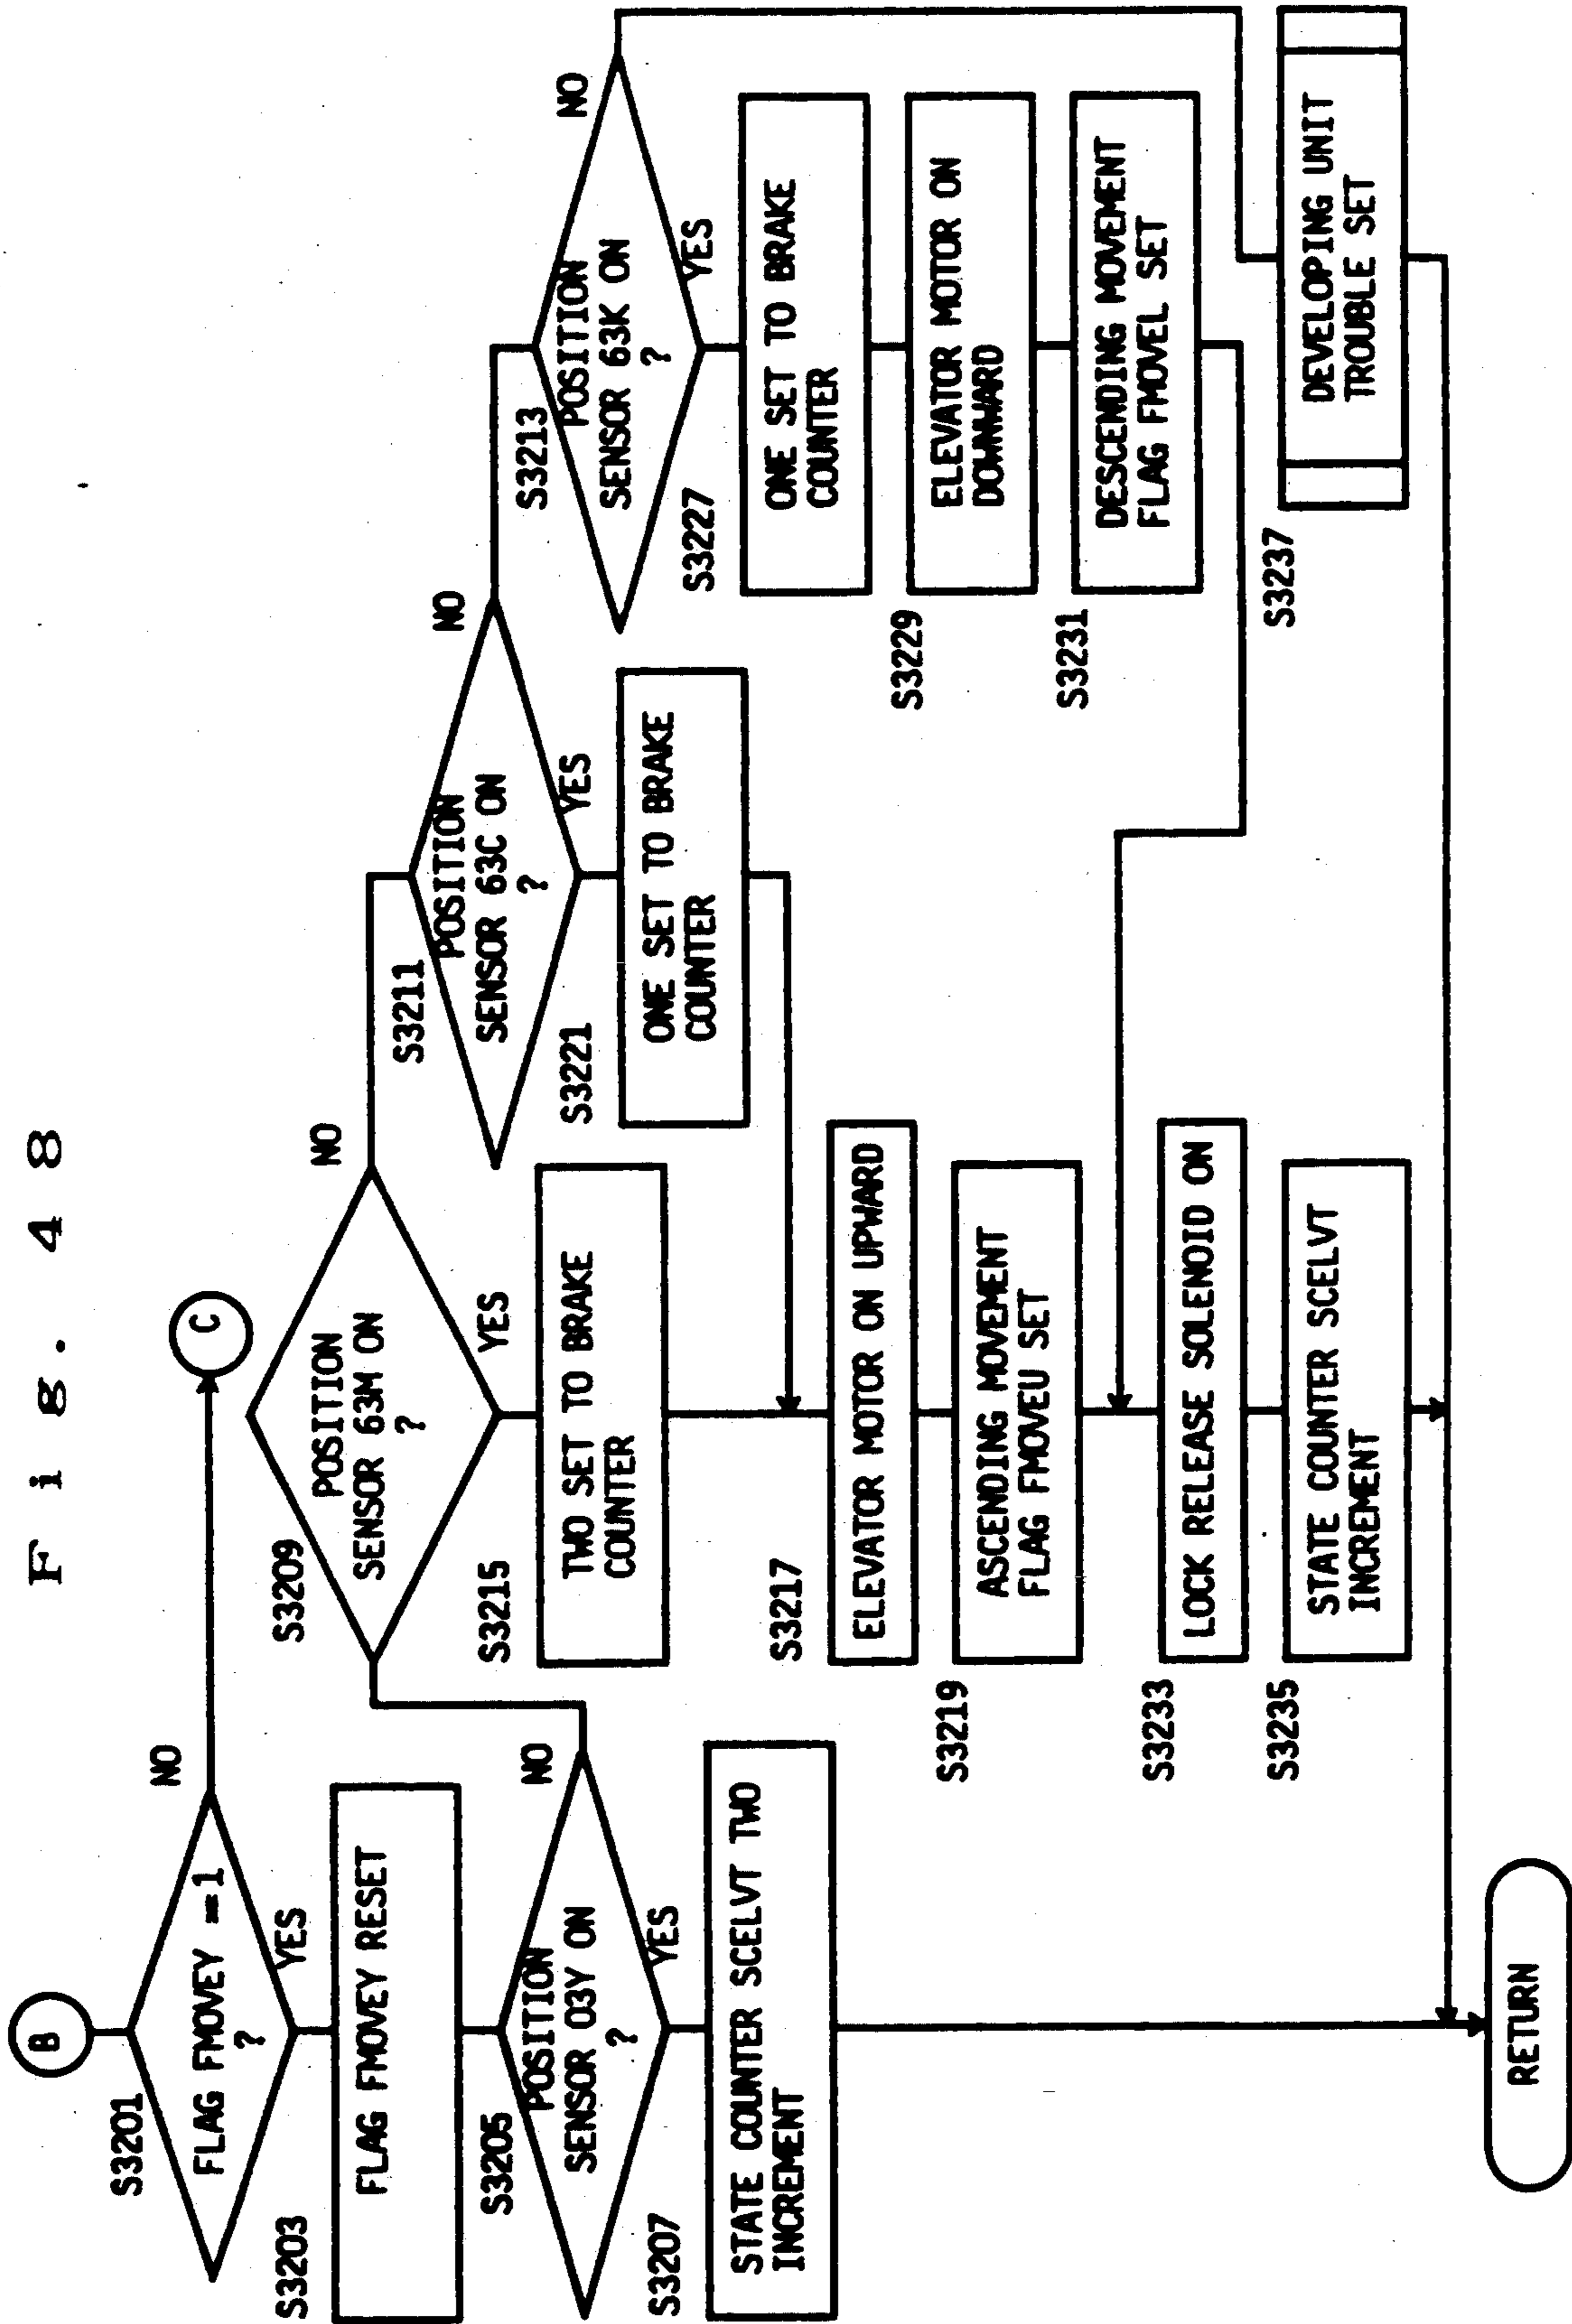 Fig. 48
B
S3201
FLAG FMOVEY =1
?
NO
YES
C
S3203
FLAG FMOVEY RESET
S3205
POSITION
SENSOR 03Y ON
?
NO
YES
S3207
STATE COUNTER SCELVT TWO
INCREMENT
S3209
POSITION
SENSOR 63M ON
?
NO
YES
S3215
TWO SET TO BRAKE
COUNTER
S3217
ELEVATOR MOTOR ON UPWARD
S3219
ASCENDING MOVEMENT
FLAG FMOVEU SET
S3233
LOCK RELEASE SOLENOID ON
S3235
STATE COUNTER SCELVT
INCREMENT
S3211
POSITION
SENSOR 63C ON
?
NO
YES
S3221
ONE SET TO BRAKE
COUNTER
S3213
POSITION
SENSOR 63K ON
?
NO
YES
S3227
ONE SET TO BRAKE
COUNTER
S3229
ELEVATOR MOTOR ON
DOWNWARD
S3231
DESCENDING MOVEMENT
FLAG FMOVEL SET
S3237
DEVELOPING UNIT
TROUBLE SET
RETURN